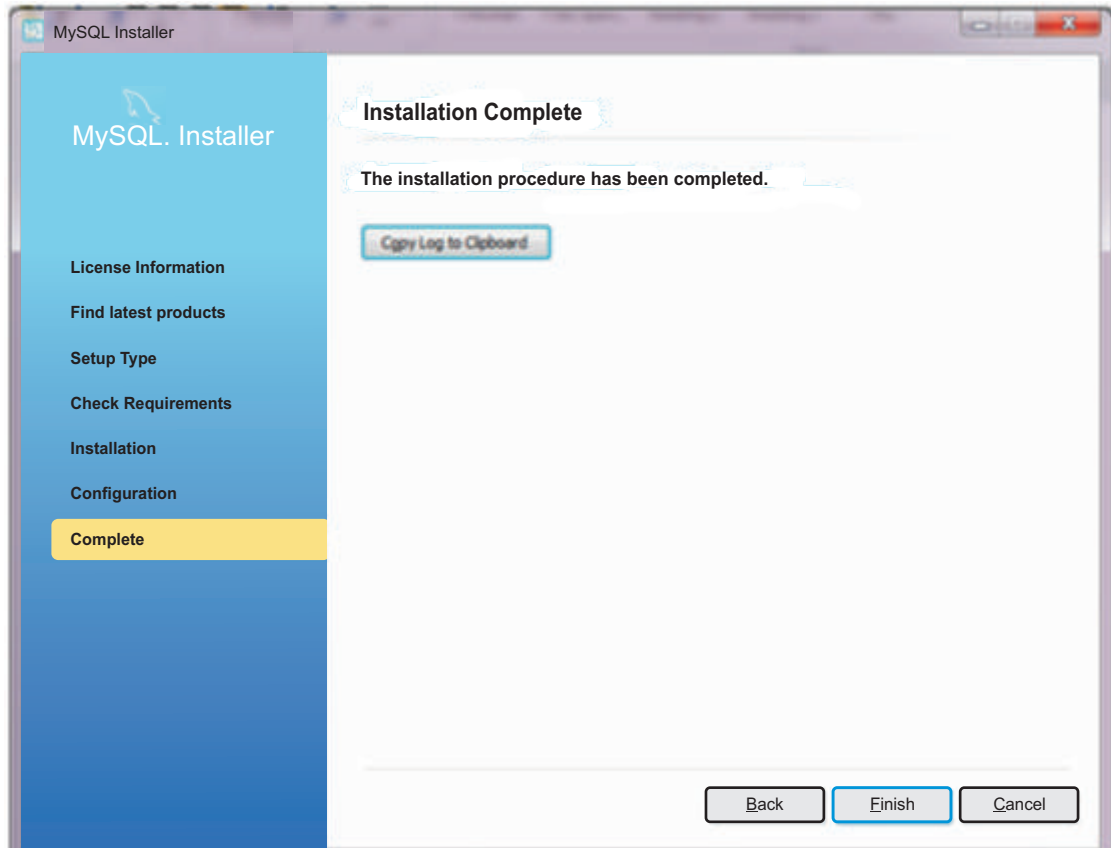 MySQL Installer
MySQL. Installer
License Information
Find latest products
Setup Type
Check Requirements
Installation
Configuration
Complete
Installation Complete
The installation procedure has been completed.
Copy Log to Clipboard
Back
Finish
Cancel